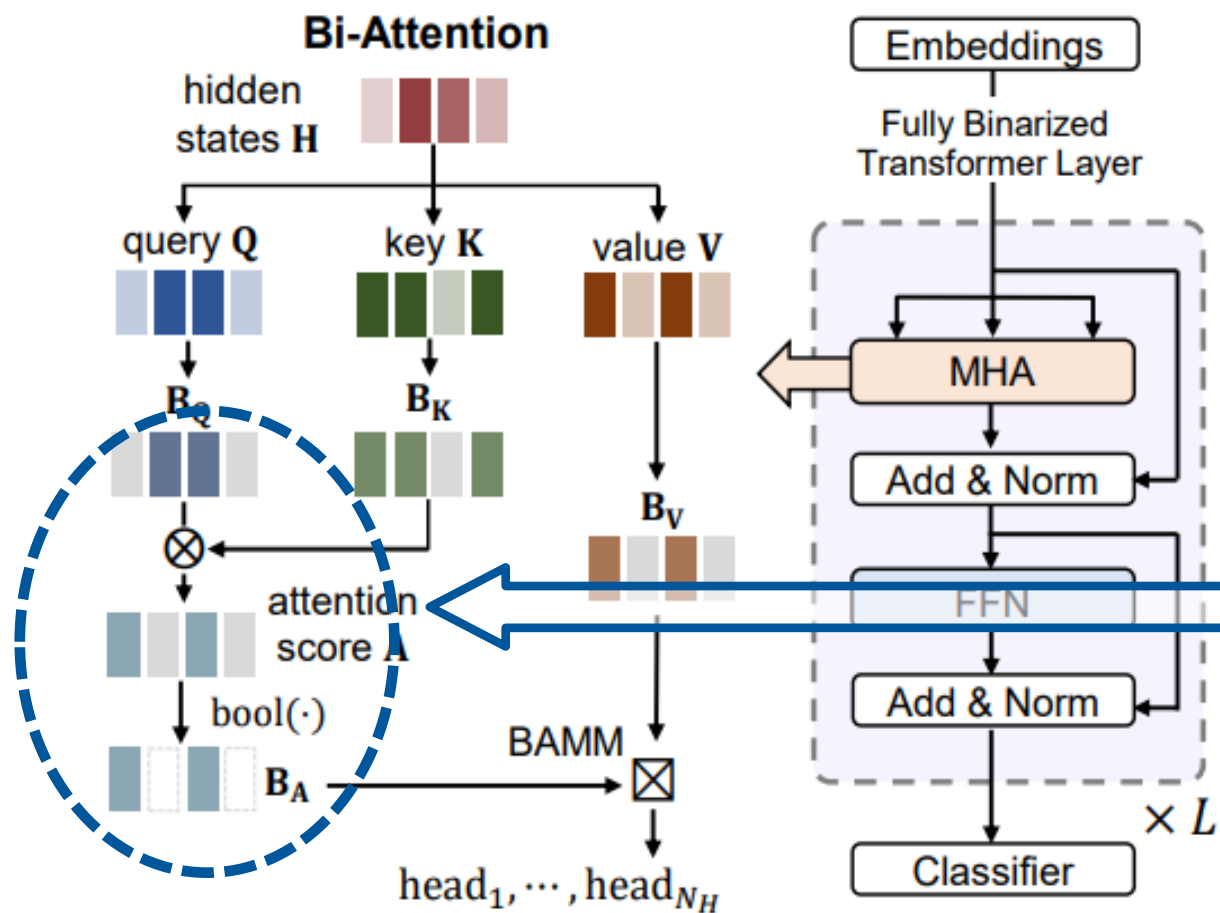 Bi-Attention
hidden
states H
query Q
key K
value V
B_Q
B_K
B_V
attention
score A
bool(·)
B_A
BAMM
head_1, ⋯, head_{N_H}
Embeddings
Fully Binarized
Transformer Layer
MHA
Add & Norm
FFN
Add & Norm
× L
Classifier